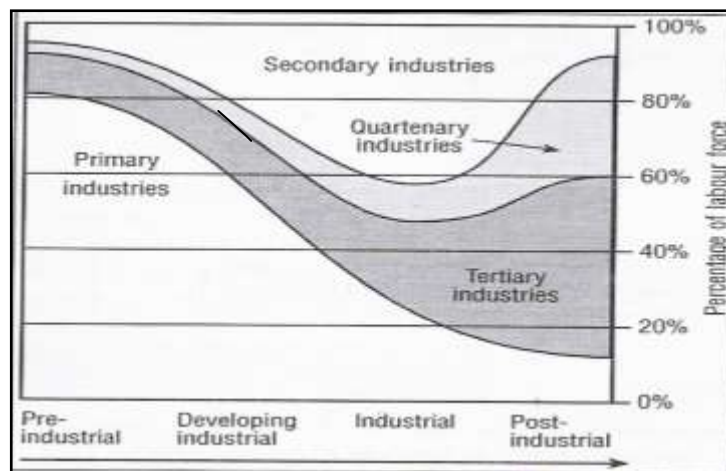 100%
Secondary industries
80%
Quartenary
industries
Primary
industries
60%
Percentage of labour force
40%
Tertiary
industries
20%
0%
Pre-
industrial
Developing
industrial
Industrial
Post-
industrial